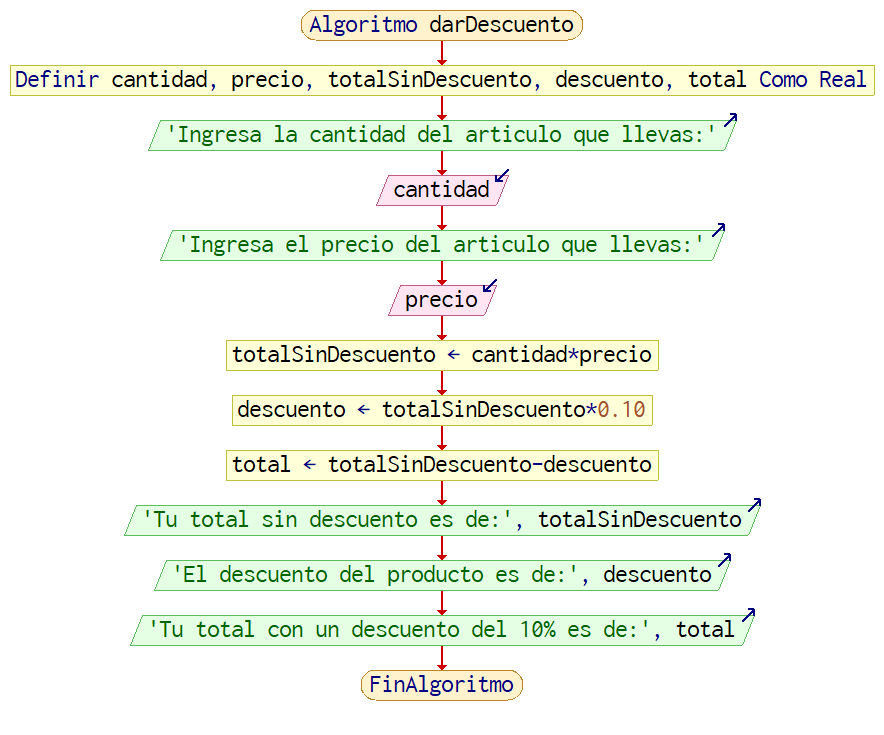 Algoritmo darDescuento
Definir cantidad, precio, totalSinDescuento, descuento, total Como Real
'Ingresa la cantidad del articulo que llevas:'
cantidad
'Ingresa el precio del articulo que llevas:'
precio
totalSinDescuento ← cantidad*precio
descuento ← totalSinDescuento*0.10
total ← totalSinDescuento-descuento
'Tu total sin descuento es de:', totalSinDescuento
'El descuento del producto es de:', descuento
'Tu total con un descuento del 10% es de:', total
FinAlgoritmo